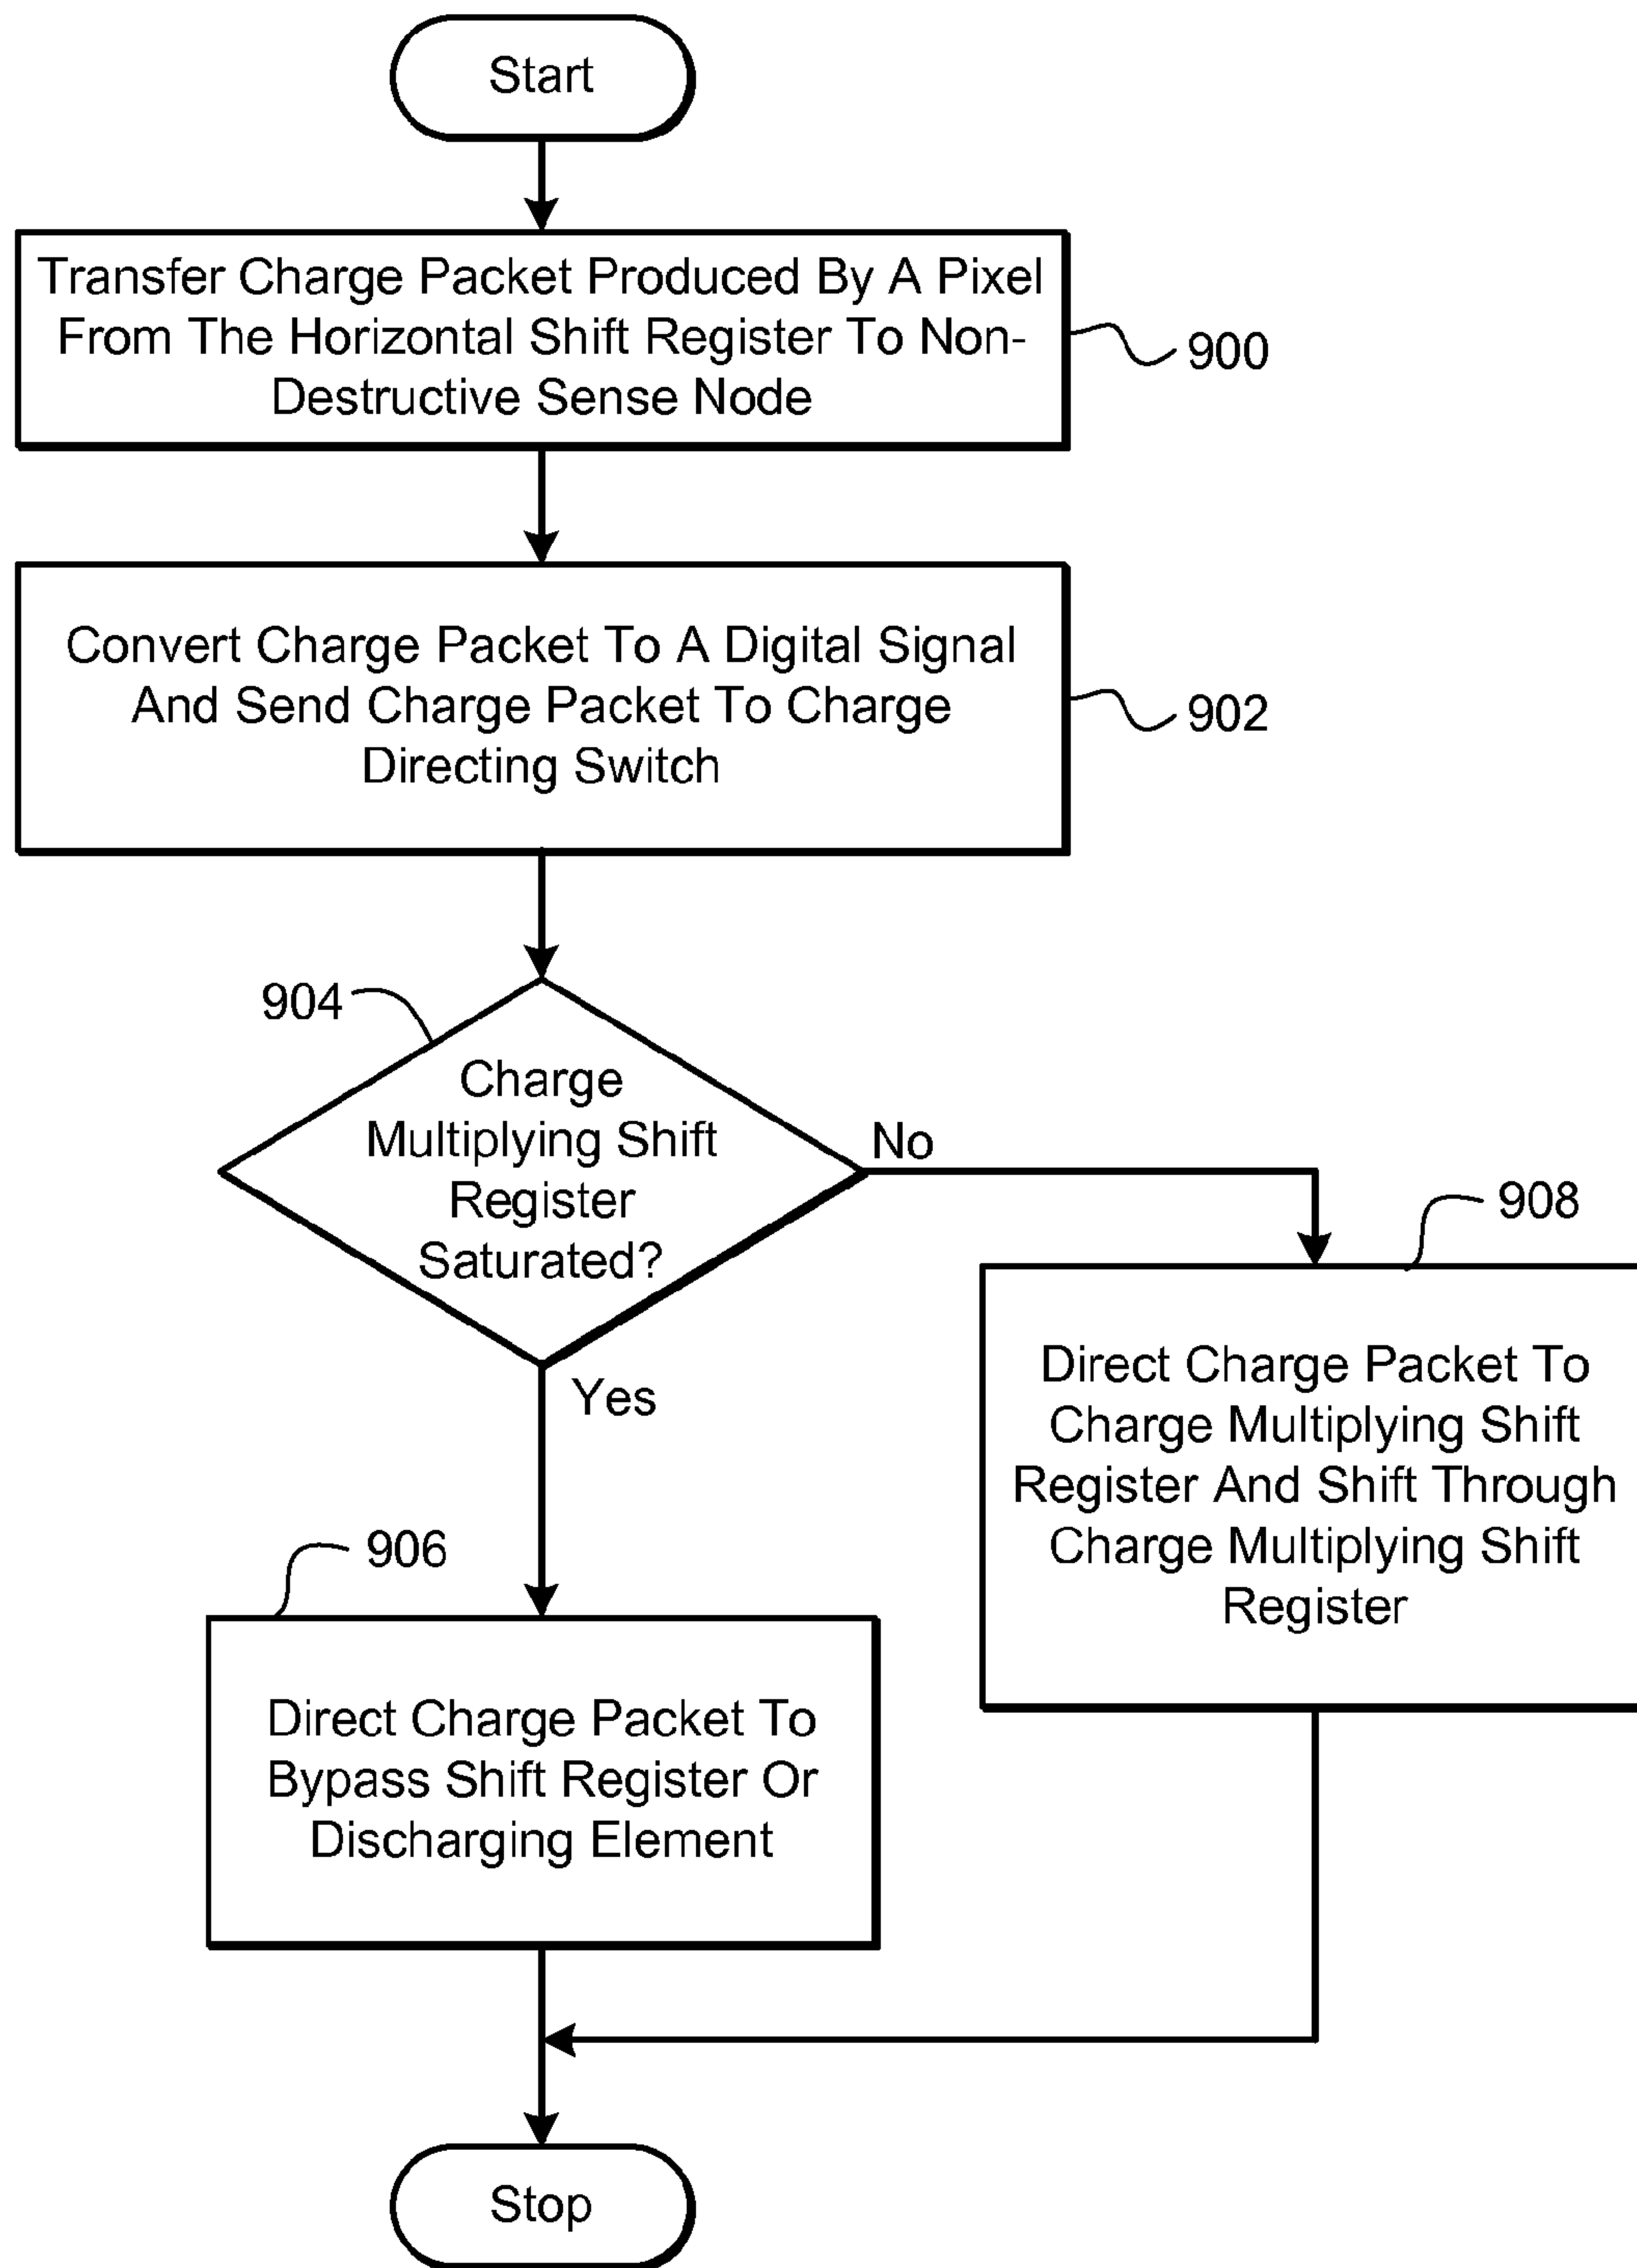 Start
Transfer Charge Packet Produced By A Pixel
From The Horizontal Shift Register To Non-
Destructive Sense Node
900
Convert Charge Packet To A Digital Signal
And Send Charge Packet To Charge
Directing Switch
902
904
Charge
Multiplying Shift
Register
Saturated?
No
Yes
908
Direct Charge Packet To
Charge Multiplying Shift
Register And Shift Through
Charge Multiplying Shift
Register
906
Direct Charge Packet To
Bypass Shift Register Or
Discharging Element
Stop